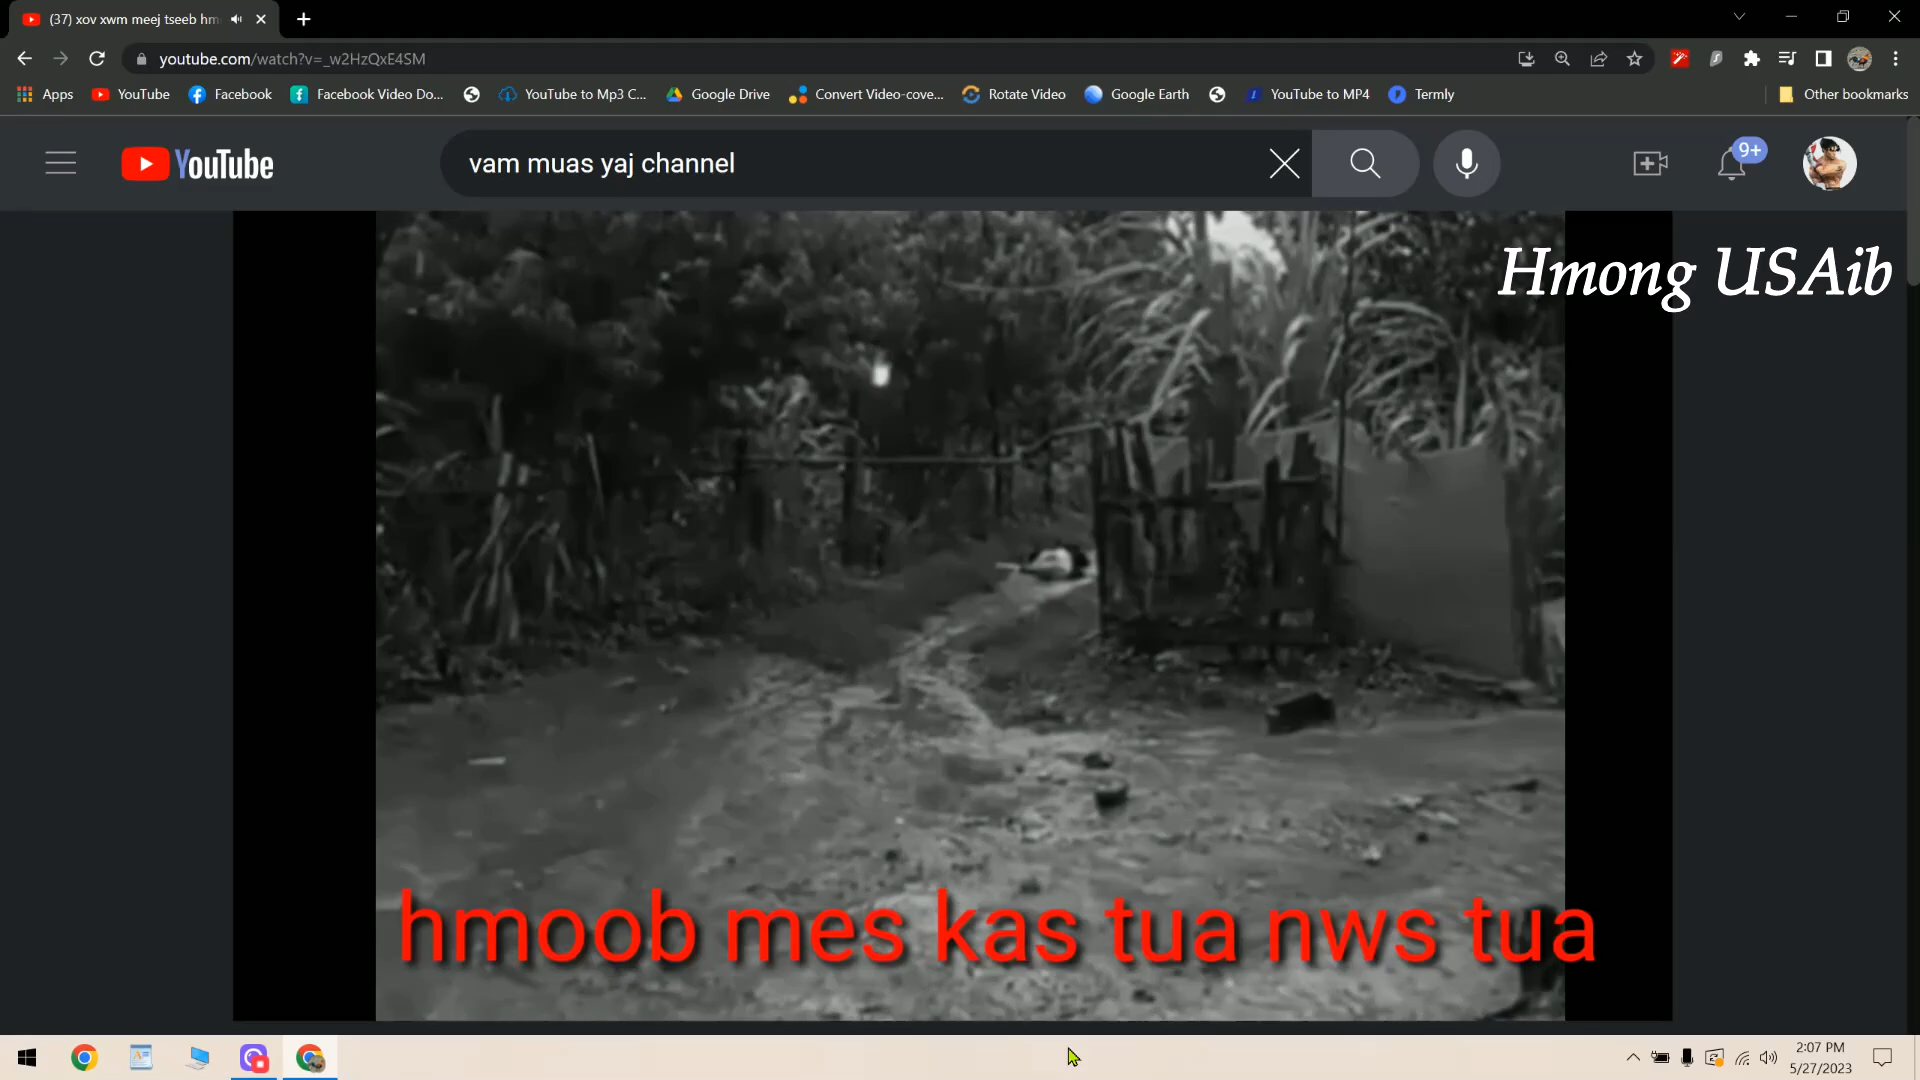 (37) xov xwm meej tseeb hm
youtube.com/watch?v=_w2HzQxE4SM
Apps YouTube Facebook Facebook Video Do... YouTube to Mp3 C... Google Drive Convert Video-cove... Rotate Video Google Earth YouTube to MP4 Termly Other bookmarks
YouTube vam muas yaj channel 9+
Hmong USAib
hmoob mes kas tua nws tua
2:07 PM
5/27/2023